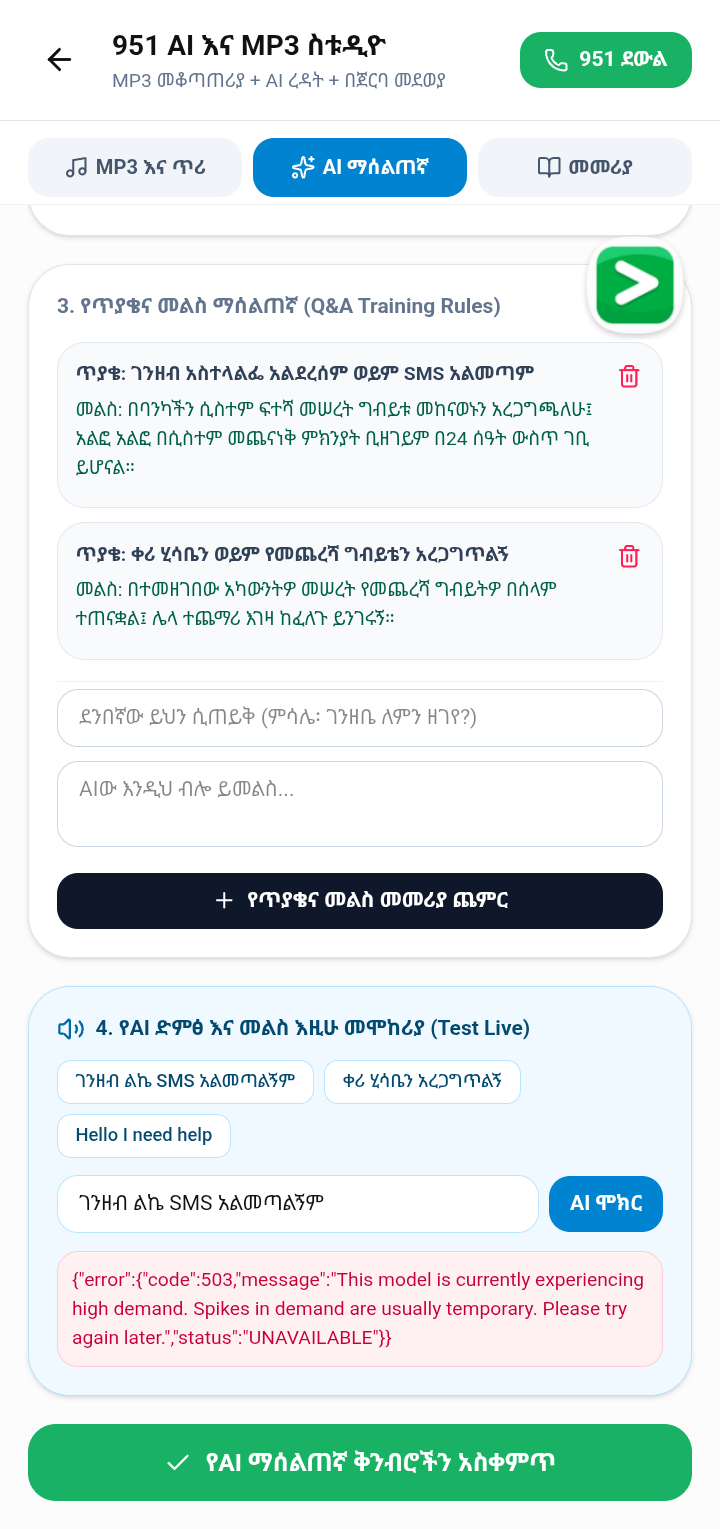 951 AI እና MP3 ስቱዲዮ
MP3 መቆጣጠሪያ + AI ረዳት + በጀርባ መደወያ
951 ደውል
MP3 እና ጥሪ
AI ማሰልጠኛ
መመሪያ
3. የጥያቄና መልስ ማሰልጠኛ (Q&A Training Rules)
ጥያቄ: ገንዘብ አስተላልፌ አልደረሰም ወይም SMS አልመጣም
መልስ: በባንካችን ሲስተም ፍተሻ መሠረት ግብይቱ መከናወኑን አረጋግጫለሁ፤
አልፎ አልፎ በሲስተም መጨናነቅ ምክንያት ቢዘገይም በ24 ሰዓት ውስጥ ገቢ
ይሆናል።
ጥያቄ: ቀሪ ሂሳቤን ወይም የመጨረሻ ግብይቴን አረጋግጥልኝ
መልስ: በተመዘገበው አካውንትዎ መሠረት የመጨረሻ ግብይትዎ በሰላም
ተጠናቋል፤ ሌላ ተጨማሪ እገዛ ከፈለጉ ይንገሩኝ።
ደንበኛው ይህን ሲጠይቅ (ምሳሌ፡ ገንዘቤ ለምን ዘገየ?)
AIው እንዲህ ብሎ ይመልስ...
የጥያቄና መልስ መመሪያ ጨምር
4. የAI ድምፅ እና መልስ እዚሁ መሞከሪያ (Test Live)
ገንዘብ ልኬ SMS አልመጣልኝም
ቀሪ ሂሳቤን አረጋግጥልኝ
Hello I need help
ገንዘብ ልኬ SMS አልመጣልኝም
AI ሞክር
{"error":{"code":503,"message":"This model is currently experiencing
high demand. Spikes in demand are usually temporary. Please try
again later.","status":"UNAVAILABLE"}}
የAI ማሰልጠኛ ቅንብሮችን አስቀምጥ